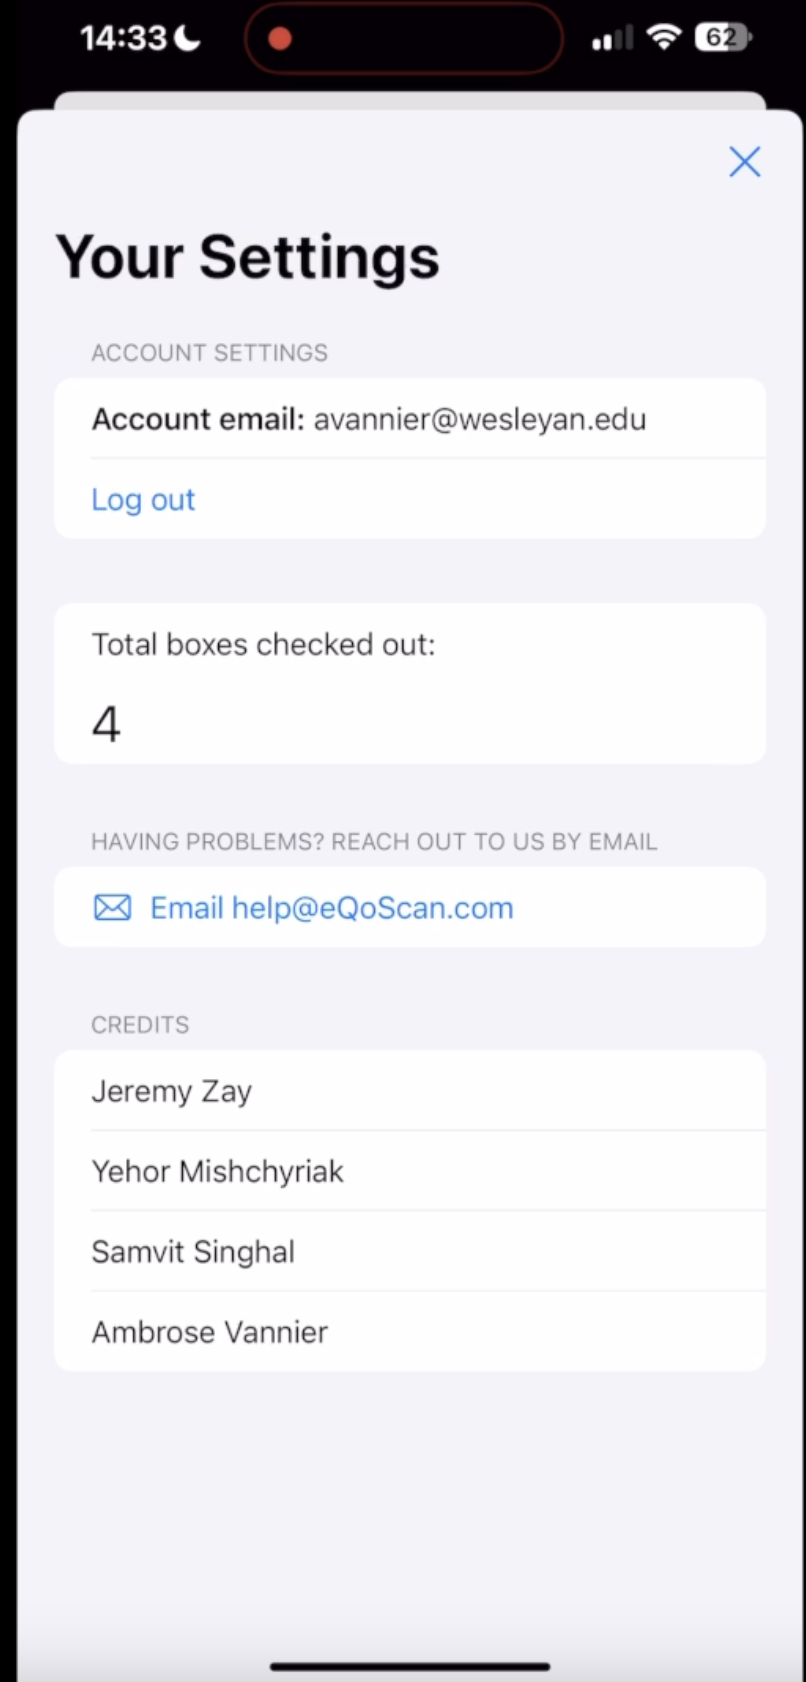 14:33
62
Your Settings
ACCOUNT SETTINGS
Account email: avannier@wesleyan.edu
Log out
Total boxes checked out:
4
HAVING PROBLEMS? REACH OUT TO US BY EMAIL
Email help@eQoScan.com
CREDITS
Jeremy Zay
Yehor Mishchyriak
Samvit Singhal
Ambrose Vannier